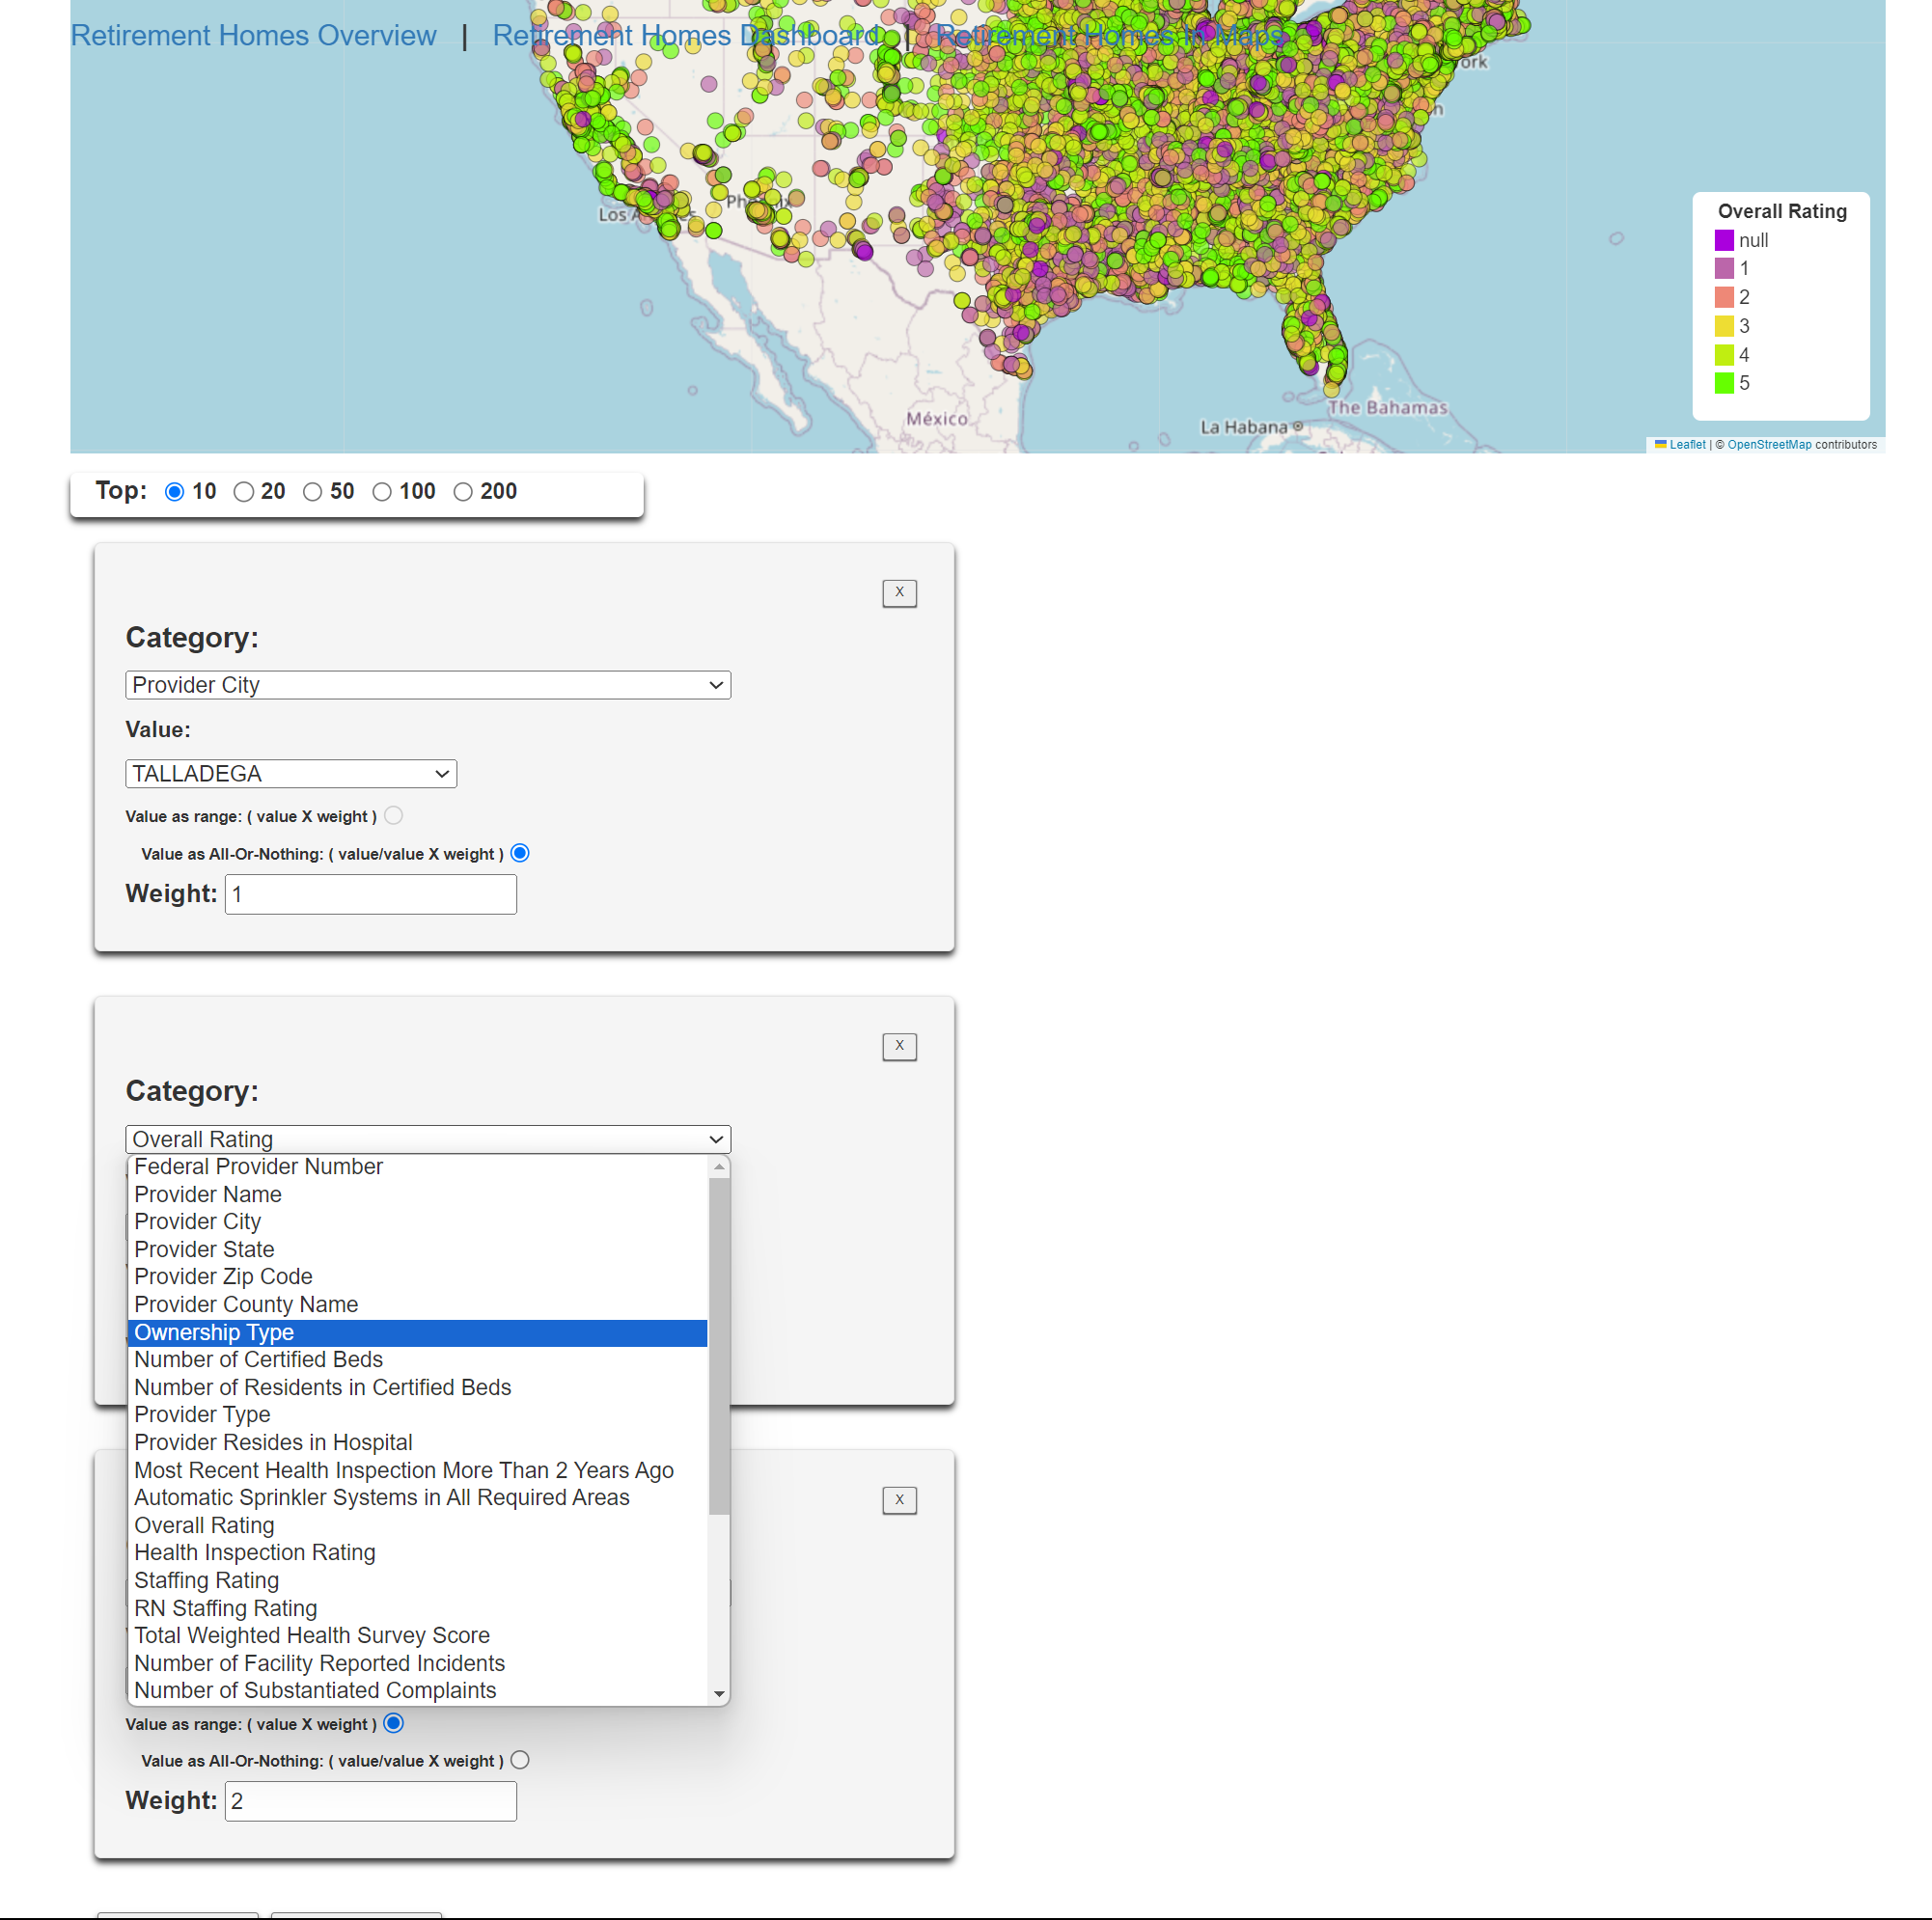 Retirement Homes Overview | Retirement Homes Dashboard | Retirement Homes In Maps
ork
n
Los A s
Ph x
Overall Rating
null
1
2
3
4
5
México
The Bahamas
La Habana
Leaflet | © OpenStreetMap contributors
Top: 10 20 50 100 200
X
Category:
Provider City
Value:
TALLADEGA
Value as range: ( value X weight )
Value as All-Or-Nothing: ( value/value X weight )
Weight: 1
X
Category:
Overall Rating
Federal Provider Number
Provider Name
Provider City
Provider State
Provider Zip Code
Provider County Name
Ownership Type
Number of Certified Beds
Number of Residents in Certified Beds
Provider Type
Provider Resides in Hospital
Most Recent Health Inspection More Than 2 Years Ago
Automatic Sprinkler Systems in All Required Areas
X
Overall Rating
Health Inspection Rating
Staffing Rating
RN Staffing Rating
Total Weighted Health Survey Score
Number of Facility Reported Incidents
Number of Substantiated Complaints
Value as range: ( value X weight )
Value as All-Or-Nothing: ( value/value X weight )
Weight: 2